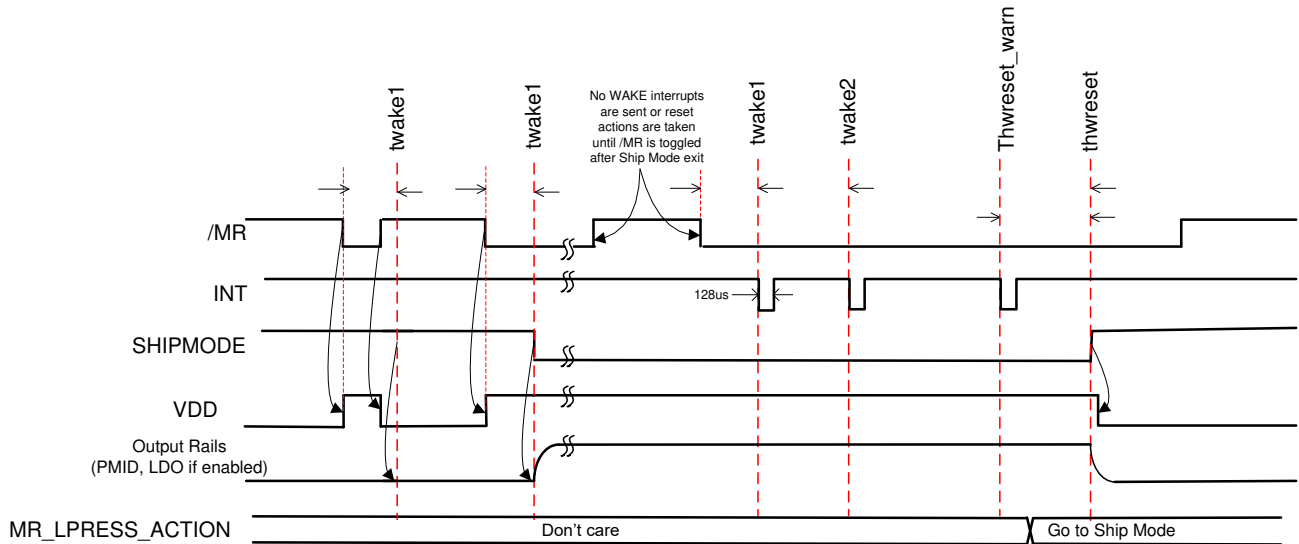 twake1
twake1
No WAKE interrupts
are sent or reset
actions are taken
until /MR is toggled
after Ship Mode exit
twake1
twake2
Thwreset_warn
thwreset
/MR
INT
128us
SHIPMODE
VDD
Output Rails
(PMID, LDO if enabled)
MR_LPRESS_ACTION
Don't care
Go to Ship Mode